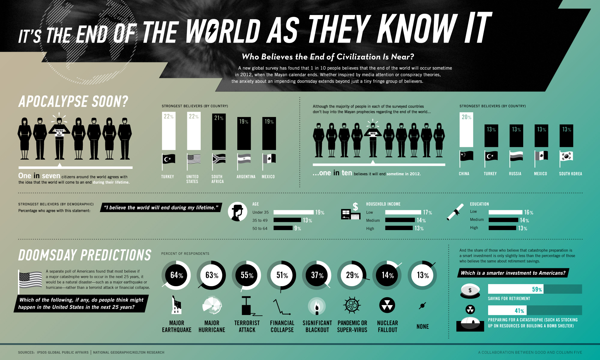 IT'S THE END OF THE WORLD AS THEY KNOW IT
Who Believes the End of Civilization Is Near?
A new global survey has found that 1 in 10 people believes that the end of the world will occur sometime
in 2012, when the Mayan calendar ends. Whether inspired by media attention or conspiracy theories,
the anxiety about an impending doomsday extends beyond just a tiny fringe group of believers.
APOCALYPSE SOON?
STRONGEST BELIEVERS (BY COUNTRY)
22% 22% 21% 19% 19%
TURKEY UNITED STATES SOUTH AFRICA ARGENTINA MEXICO
One in seven citizens around the world agrees with
the idea that the world will come to an end during their lifetime.
Although the majority of people in each of the surveyed countries
don't buy into the Mayan prophecies regarding the end of the world...
...one in ten believes it will end sometime in 2012.
STRONGEST BELIEVERS (BY COUNTRY)
20% 13% 13% 13% 13%
CHINA TURKEY RUSSIA MEXICO SOUTH KOREA
STRONGEST BELIEVERS (BY DEMOGRAPHIC)
Percentage who agree with this statement:
"I believe the world will end during my lifetime."
AGE
Under 35
35 to 49 13%
50 to 64 9%
HOUSEHOLD INCOME
Low 17%
Medium 14%
High 13%
EDUCATION
Low 16%
Medium
High 13%
DOOMSDAY PREDICTIONS
A separate poll of Americans found that most believe if
a major catastrophe were to occur in the next 25 years, it
would be a natural disaster—such as a major earthquake or
hurricane—rather than a terrorist attack or financial collapse.
Which of the following, if any, do people think might
happen in the United States in the next 25 years?
PERCENT OF RESPONDENTS
64% 63% 55% 51% 37% 29% 14% 13%
MAJOR EARTHQUAKE
MAJOR HURRICANE
TERRORIST ATTACK
FINANCIAL COLLAPSE
SIGNIFICANT BLACKOUT
PANDEMIC OR SUPER-VIRUS
NUCLEAR FALLOUT
NONE
And the share of those who believe that catastrophe preparation is
a smart investment is only slightly less than the percentage of those
who believe the same about retirement savings.
Which is a smarter investment to Americans?
59%
SAVING FOR RETIREMENT
41%
PREPARING FOR A CATASTROPHE (SUCH AS STOCKING
UP ON RESOURCES OR BUILDING A BOMB SHELTER)
SOURCES: IPSOS GLOBAL PUBLIC AFFAIRS | NATIONAL GEOGRAPHIC/KELTON RESEARCH
A COLLABORATION BETWEEN GOOD AND COLUMN FIVE